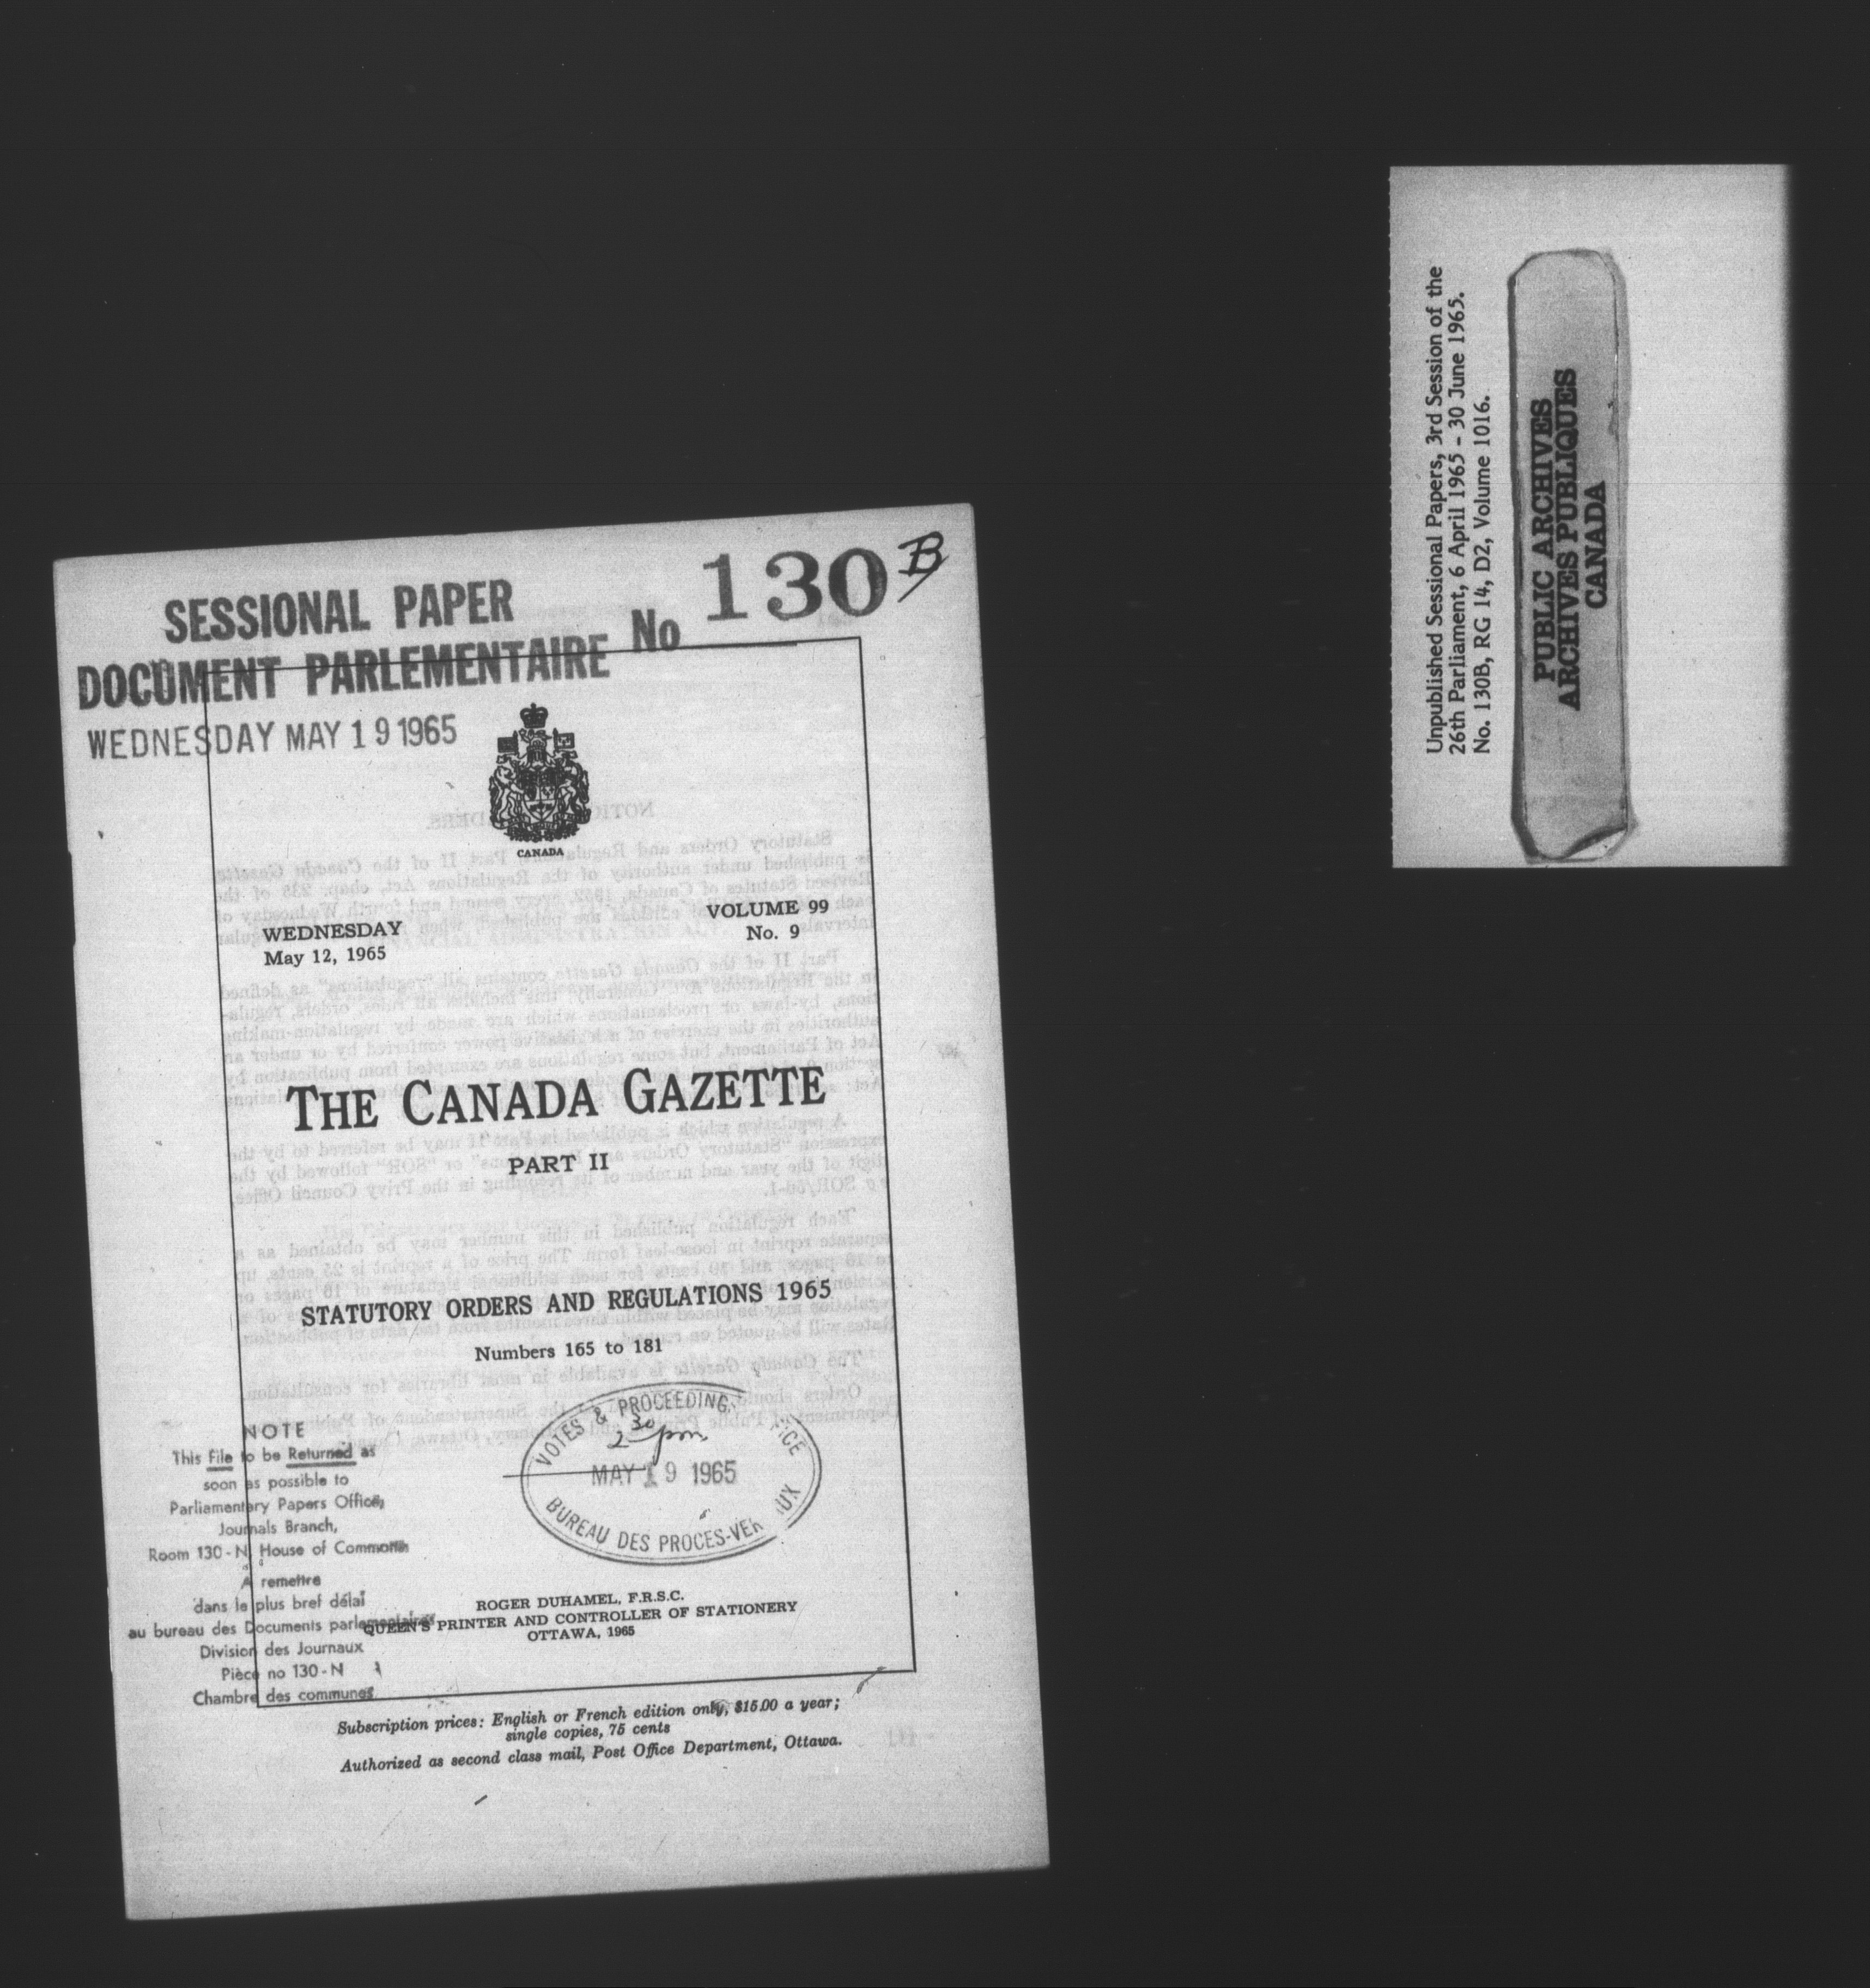 SESSIONAL PAPER
DOCUMENT PARLEMENTAIRE No 130 B
WEDNESDAY MAY 19 1965
CANADA
WEDNESDAY
May 12, 1965
VOLUME 99
No. 9
THE CANADA GAZETTE
PART II
STATUTORY ORDERS AND REGULATIONS 1965
Numbers 165 to 181
VOTES & PROCEEDING
2 30 pm
MAY 19 1965
BUREAU DES PROCES-VER UX
NOTE
This File to be Returned as
soon as possible to
Parliamentary Papers Office,
Journals Branch,
Room 130-N, House of Commons
A remettre
dans le plus bref délai
au bureau des Documents parlementaires
Division des Journaux
Pièce no 130-N
Chambre des communes
ROGER DUHAMEL, F.R.S.C.
QUEEN'S PRINTER AND CONTROLLER OF STATIONERY
OTTAWA, 1965
Subscription prices: English or French edition only, $15.00 a year;
single copies, 75 cents
Authorized as second class mail, Post Office Department, Ottawa.
Unpublished Sessional Papers, 3rd Session of the
26th Parliament, 6 April 1965 - 30 June 1965.
No. 130B, RG 14, D2, Volume 1016.
PUBLIC ARCHIVES
ARCHIVES PUBLIQUES
CANADA